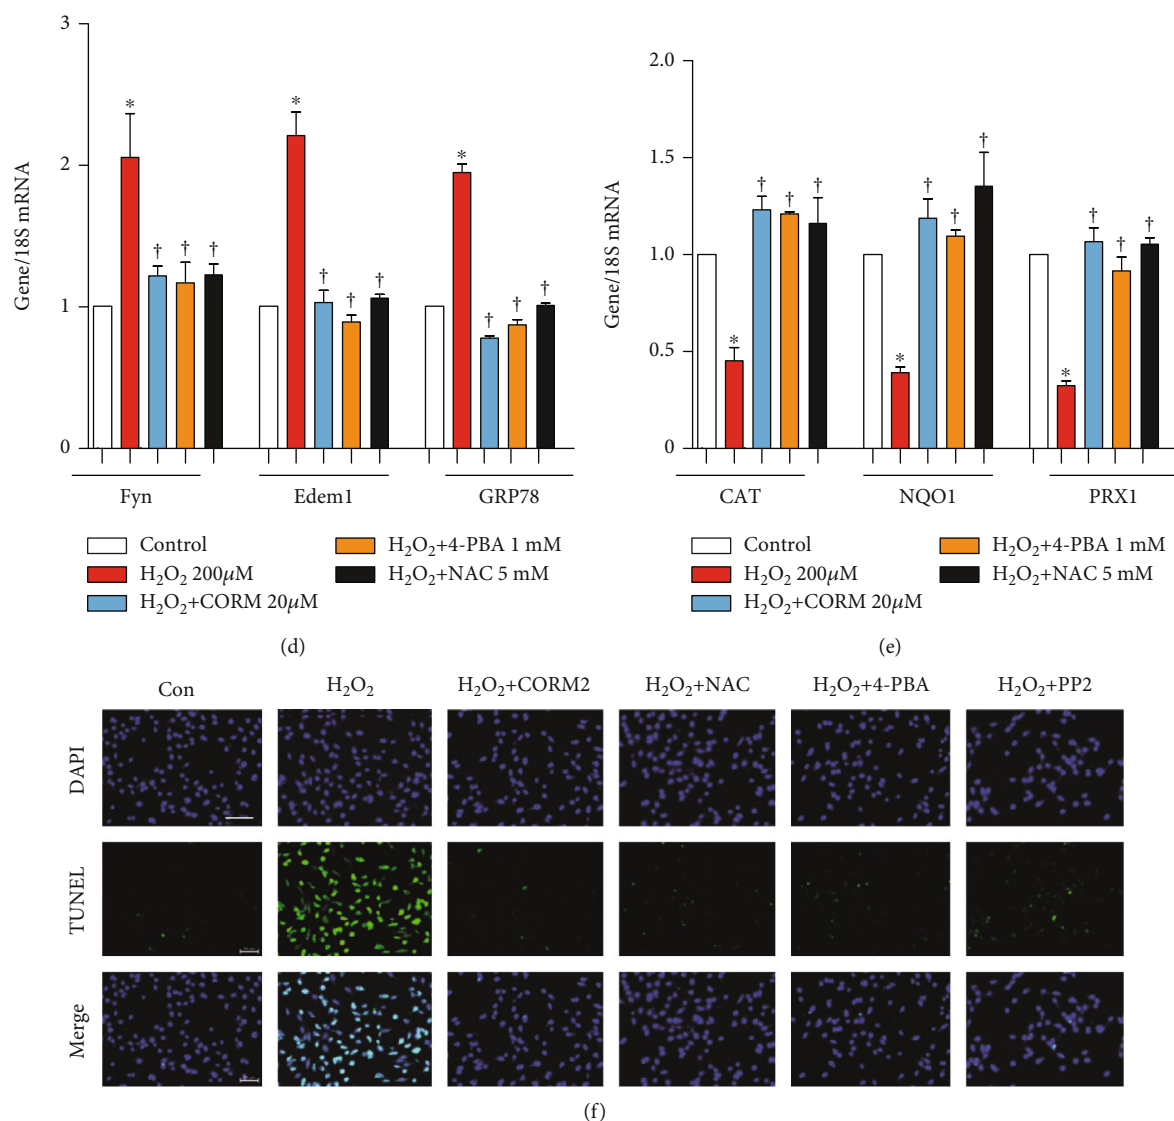 3
2
1
0
Gene/18S mRNA
*
†
†
†
*
†
†
†
*
†
†
†
Fyn
Edem1
GRP78
Control
H₂O₂ 200μM
H₂O₂+CORM 20μM
H₂O₂+4-PBA 1 mM
H₂O₂+NAC 5 mM
(d)
2.0
1.5
1.0
0.5
0
Gene/18S mRNA
*
†
†
†
*
†
†
†
*
†
†
†
CAT
NQO1
PRX1
Control
H₂O₂ 200μM
H₂O₂+CORM 20μM
H₂O₂+4-PBA 1 mM
H₂O₂+NAC 5 mM
(e)
Con
H₂O₂
H₂O₂+CORM2
H₂O₂+NAC
H₂O₂+4-PBA
H₂O₂+PP2
DAPI
TUNEL
Merge
(f)